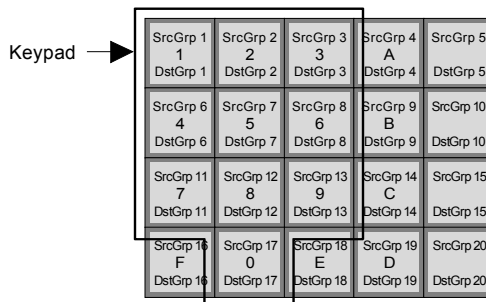 Keypad
SrcGrp 1 SrcGrp 2 SrcGrp 3 SrcGrp 4 SrcGrp 5
1 2 3 A
DstGrp 1 DstGrp 2 DstGrp 3 DstGrp 4 DstGrp 5
SrcGrp 6 SrcGrp 7 SrcGrp 8 SrcGrp 9 SrcGrp 10
4 5 6 B
DstGrp 6 DstGrp 7 DstGrp 8 DstGrp 9 DstGrp 10
SrcGrp 11 SrcGrp 12 SrcGrp 13 SrcGrp 14 SrcGrp 15
7 8 9 C
DstGrp 11 DstGrp 12 DstGrp 13 DstGrp 14 DstGrp 15
SrcGrp 16 SrcGrp 17 SrcGrp 18 SrcGrp 19 SrcGrp 20
F 0 E D
DstGrp 16 DstGrp 17 DstGrp 18 DstGrp 19 DstGrp 20